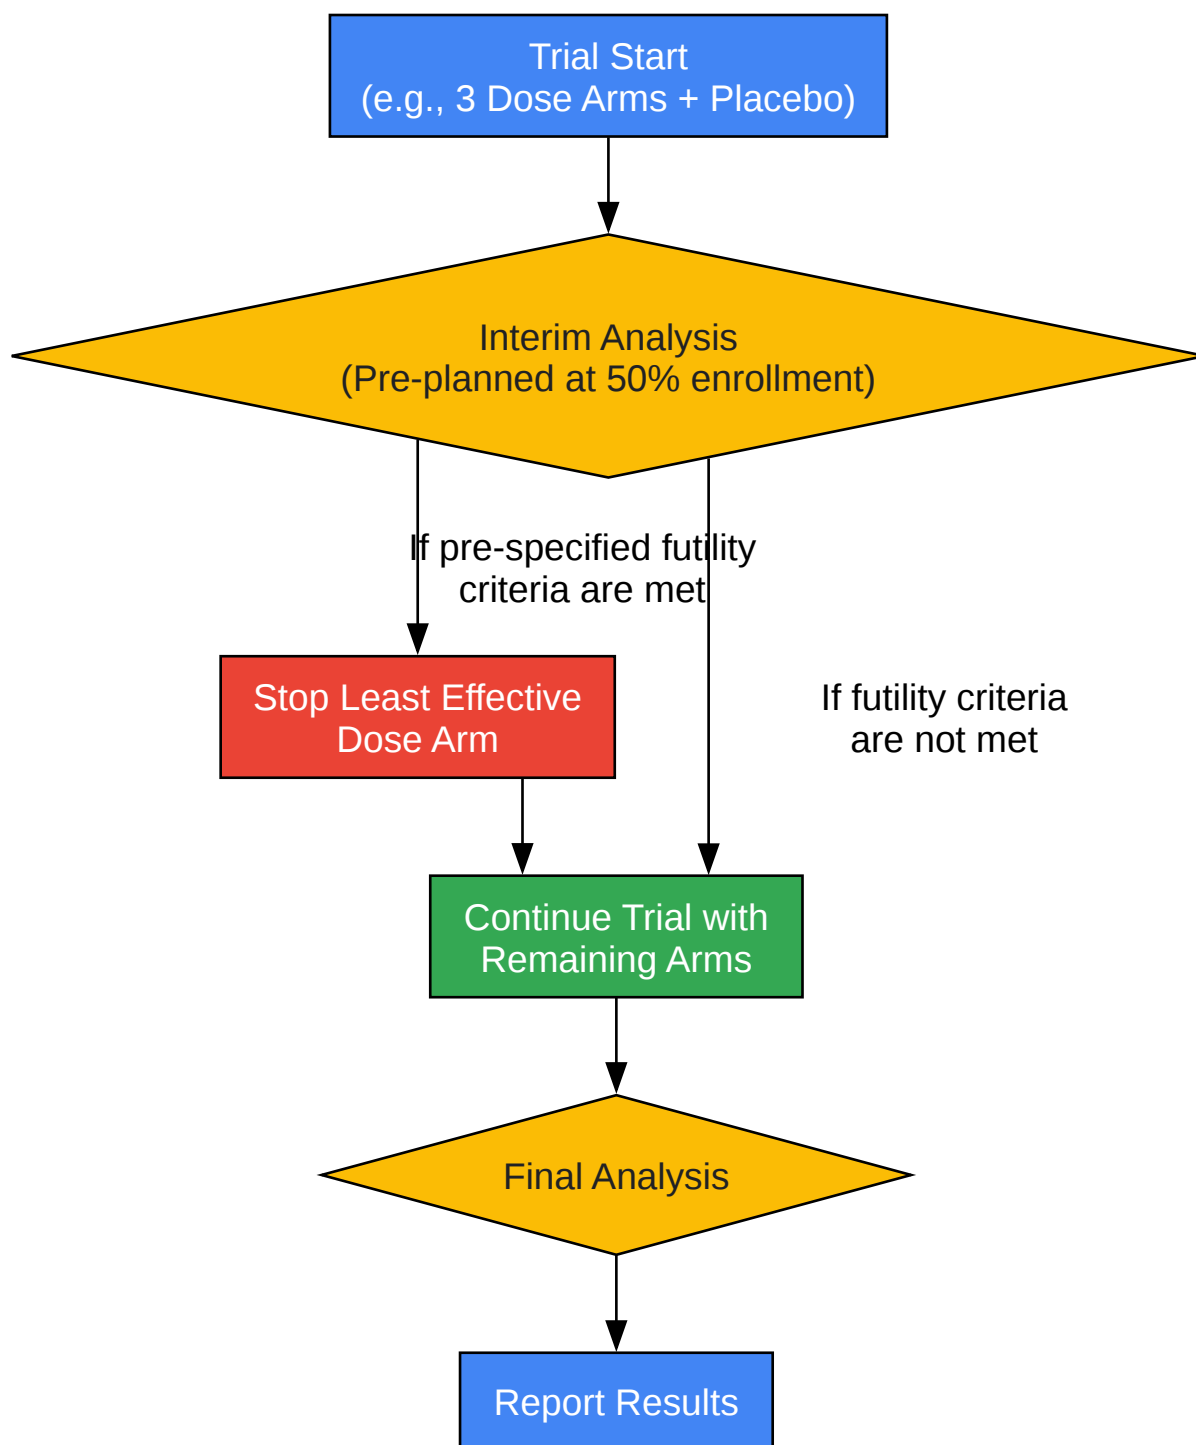 Trial Start
(e.g., 3 Dose Arms + Placebo)
Interim Analysis
(Pre-planned at 50% enrollment)
If pre-specified futility
criteria are met
Stop Least Effective
Dose Arm
If futility criteria
are not met
Continue Trial with
Remaining Arms
Final Analysis
Report Results